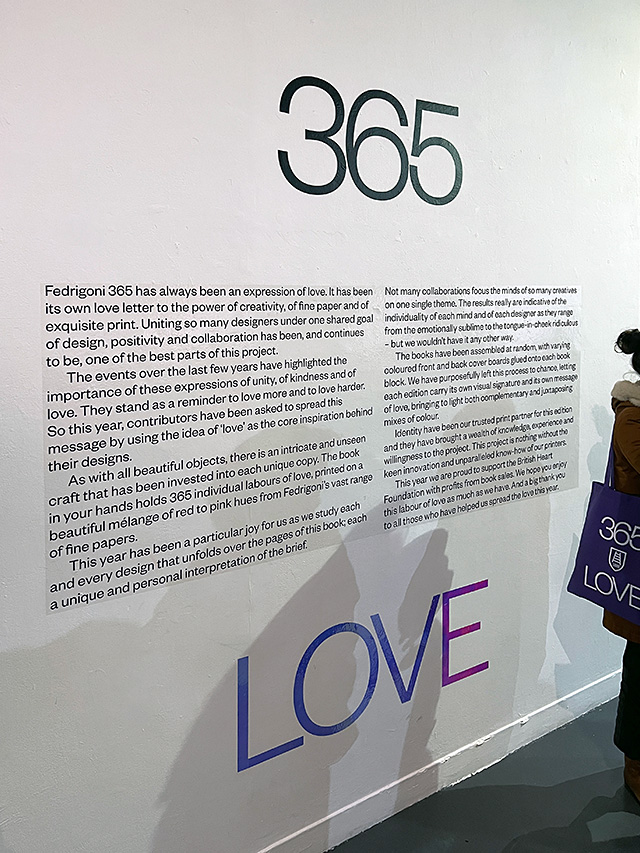 365
Fedrigoni 365 has always been an expression of love. It has been
its own love letter to the power of creativity, of fine paper and of
exquisite print. Uniting so many designers under one shared goal
of design, positivity and collaboration has been, and continues
to be, one of the best parts of this project.
The events over the last few years have highlighted the
importance of these expressions of unity, of kindness and of
love. They stand as a reminder to love more and to love harder.
So this year, contributors have been asked to spread this
message by using the idea of 'love' as the core inspiration behind
their designs.
As with all beautiful objects, there is an intricate and unseen
craft that has been invested into each unique copy. The book
in your hands holds 365 individual labours of love, printed on a
beautiful mélange of red to pink hues from Fedrigoni's vast range
of fine papers.
This year has been a particular joy for us as we study each
and every design that unfolds over the pages of this book; each
a unique and personal interpretation of the brief.
Not many collaborations focus the minds of so many creatives
on one single theme. The results really are indicative of the
individuality of each and of each designer as they range
from the emotionally sublime to the tongue-in-cheek ridiculous
– but we wouldn't have it any other way.
The books have been assembled at random, with varying
coloured front and back cover boards glued onto each book
block. We have purposefully left this process to chance, letting
each edition carry its own visual signature and its own message
of love, bringing to light both complementary and juxtaposing
mixes of colour.
Identity have been our trusted print partner for this edition
and they have brought a wealth of knowledge, experience and
willingness to the project. This project is nothing without the
keen innovation and unparalleled know-how of our printers.
This year we are proud to support the British Heart
Foundation with profits from book sales. We hope you enjoy
this labour of love as much as we have. And a big thank you
to all those who have helped us spread the love this year.
LOVE
365
LOVE